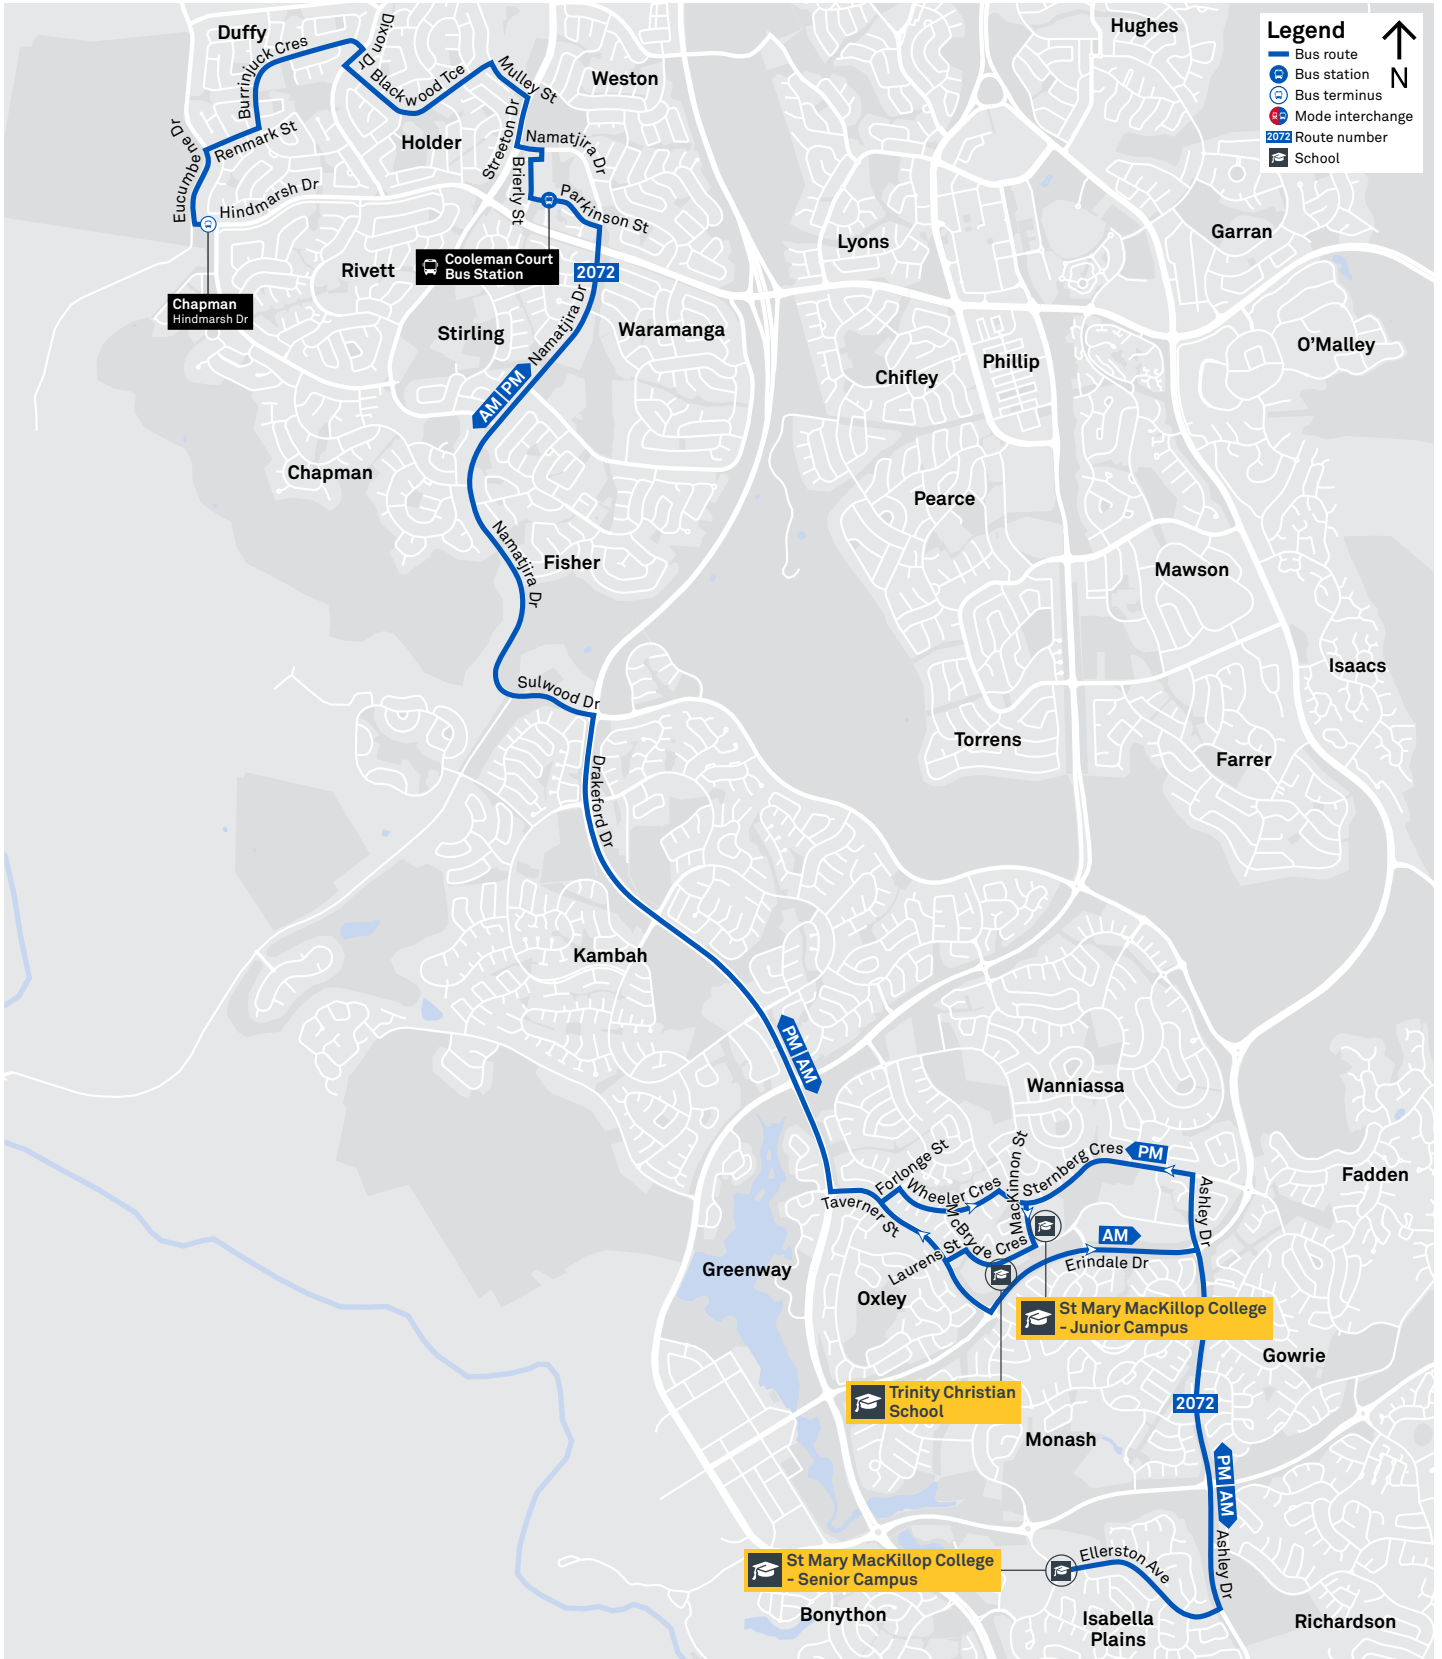 Legend
N
Bus route
Bus station
Bus terminus
Mode interchange
2072 Route number
School
Duffy
Hughes
Weston
Dixon Dr
Burrinjuck Cres
Blackwood Tce
Mulley St
Holder
Streeton Dr
Namatjira Dr
Renmark St
Eucumbene Dr
Hindmarsh Dr
Brierly St
Parkinson St
Lyons
Garran
Rivett
Cooleman Court
Bus Station
2072
Chapman
Hindmarsh Dr
Stirling
Namatjira Dr
Waramanga
O'Malley
Phillip
Chifley
AM PM
Chapman
Pearce
Namatjira Dr
Fisher
Mawson
Isaacs
Sulwood Dr
Torrens
Farrer
Drakeford Dr
Kambah
PM AM
Wanniassa
Forlonge St
MacKinnon St
Sternberg Cres
PM
Fadden
Wheeler Cres
Taverner St
McBryde Cres
Ashley Dr
AM
Laurens St
Erindale Dr
Greenway
Oxley
St Mary MacKillop College
- Junior Campus
Gowrie
Trinity Christian
School
2072
Monash
PM AM
Ashley Dr
St Mary MacKillop College
- Senior Campus
Ellerston Ave
Bonython
Isabella
Plains
Richardson